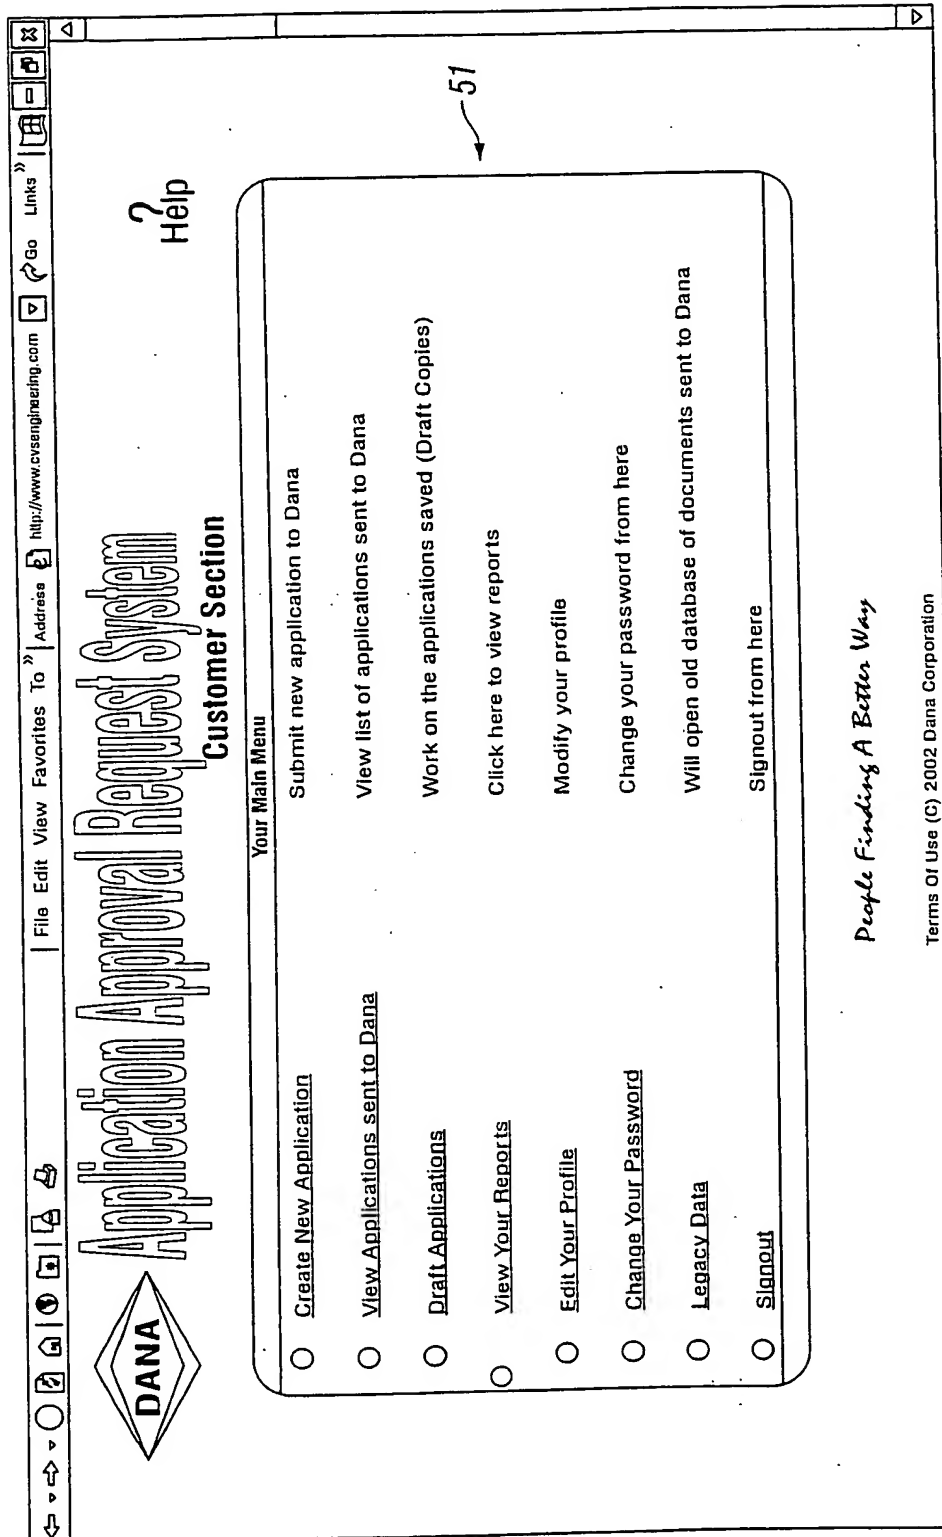 File Edit View Favorites To » Address http://www.cvsengineering.com Go Links »
DANA
Application Approval Request System
?
Help
Customer Section
51
Your Main Menu
Create New Application Submit new application to Dana
View Applications sent to Dana View list of applications sent to Dana
Draft Applications Work on the applications saved (Draft Copies)
View Your Reports Click here to view reports
Edit Your Profile Modify your profile
Change Your Password Change your password from here
Legacy Data Will open old database of documents sent to Dana
Signout Signout from here
People Finding A Better Way
Terms Of Use (C) 2002 Dana Corporation